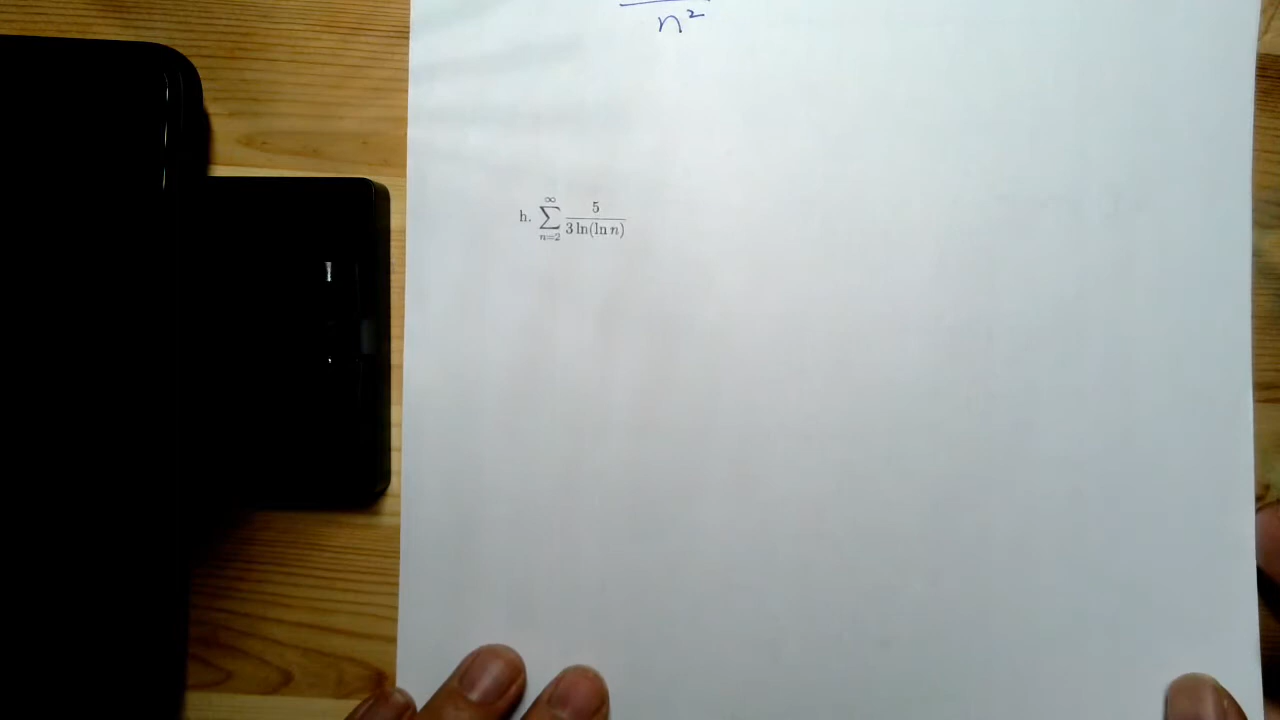 n²
h. ∑_{n=2}^{∞} 5/(3 ln(ln n))